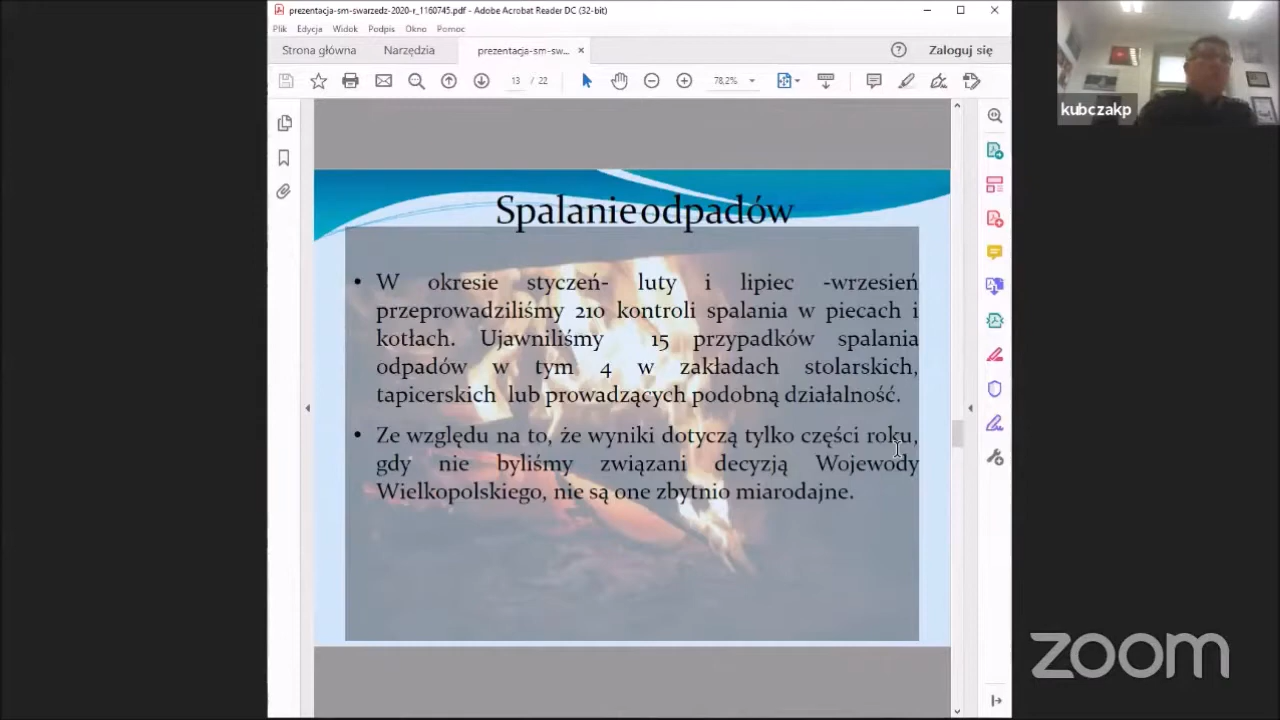 prezentacja-sm-swarzedz-2020-r_1160745.pdf - Adobe Acrobat Reader DC (32-bit)
Plik Edycja Widok Podpis Okno Pomoc
Strona główna Narzędzia prezentacja-sm-sw... Zaloguj się
13 / 22 78,2%
kubczakp
Spalanie odpadów
• W okresie styczeń- luty i lipiec -wrzesień
przeprowadziliśmy 210 kontroli spalania w piecach i
kotłach. Ujawniliśmy 15 przypadków spalania
odpadów w tym 4 w zakładach stolarskich,
tapicerskich lub prowadzących podobną działalność.
• Ze względu na to, że wyniki dotyczą tylko części roku,
gdy nie byliśmy związani decyzją Wojewody
Wielkopolskiego, nie są one zbytnio miarodajne.
zoom